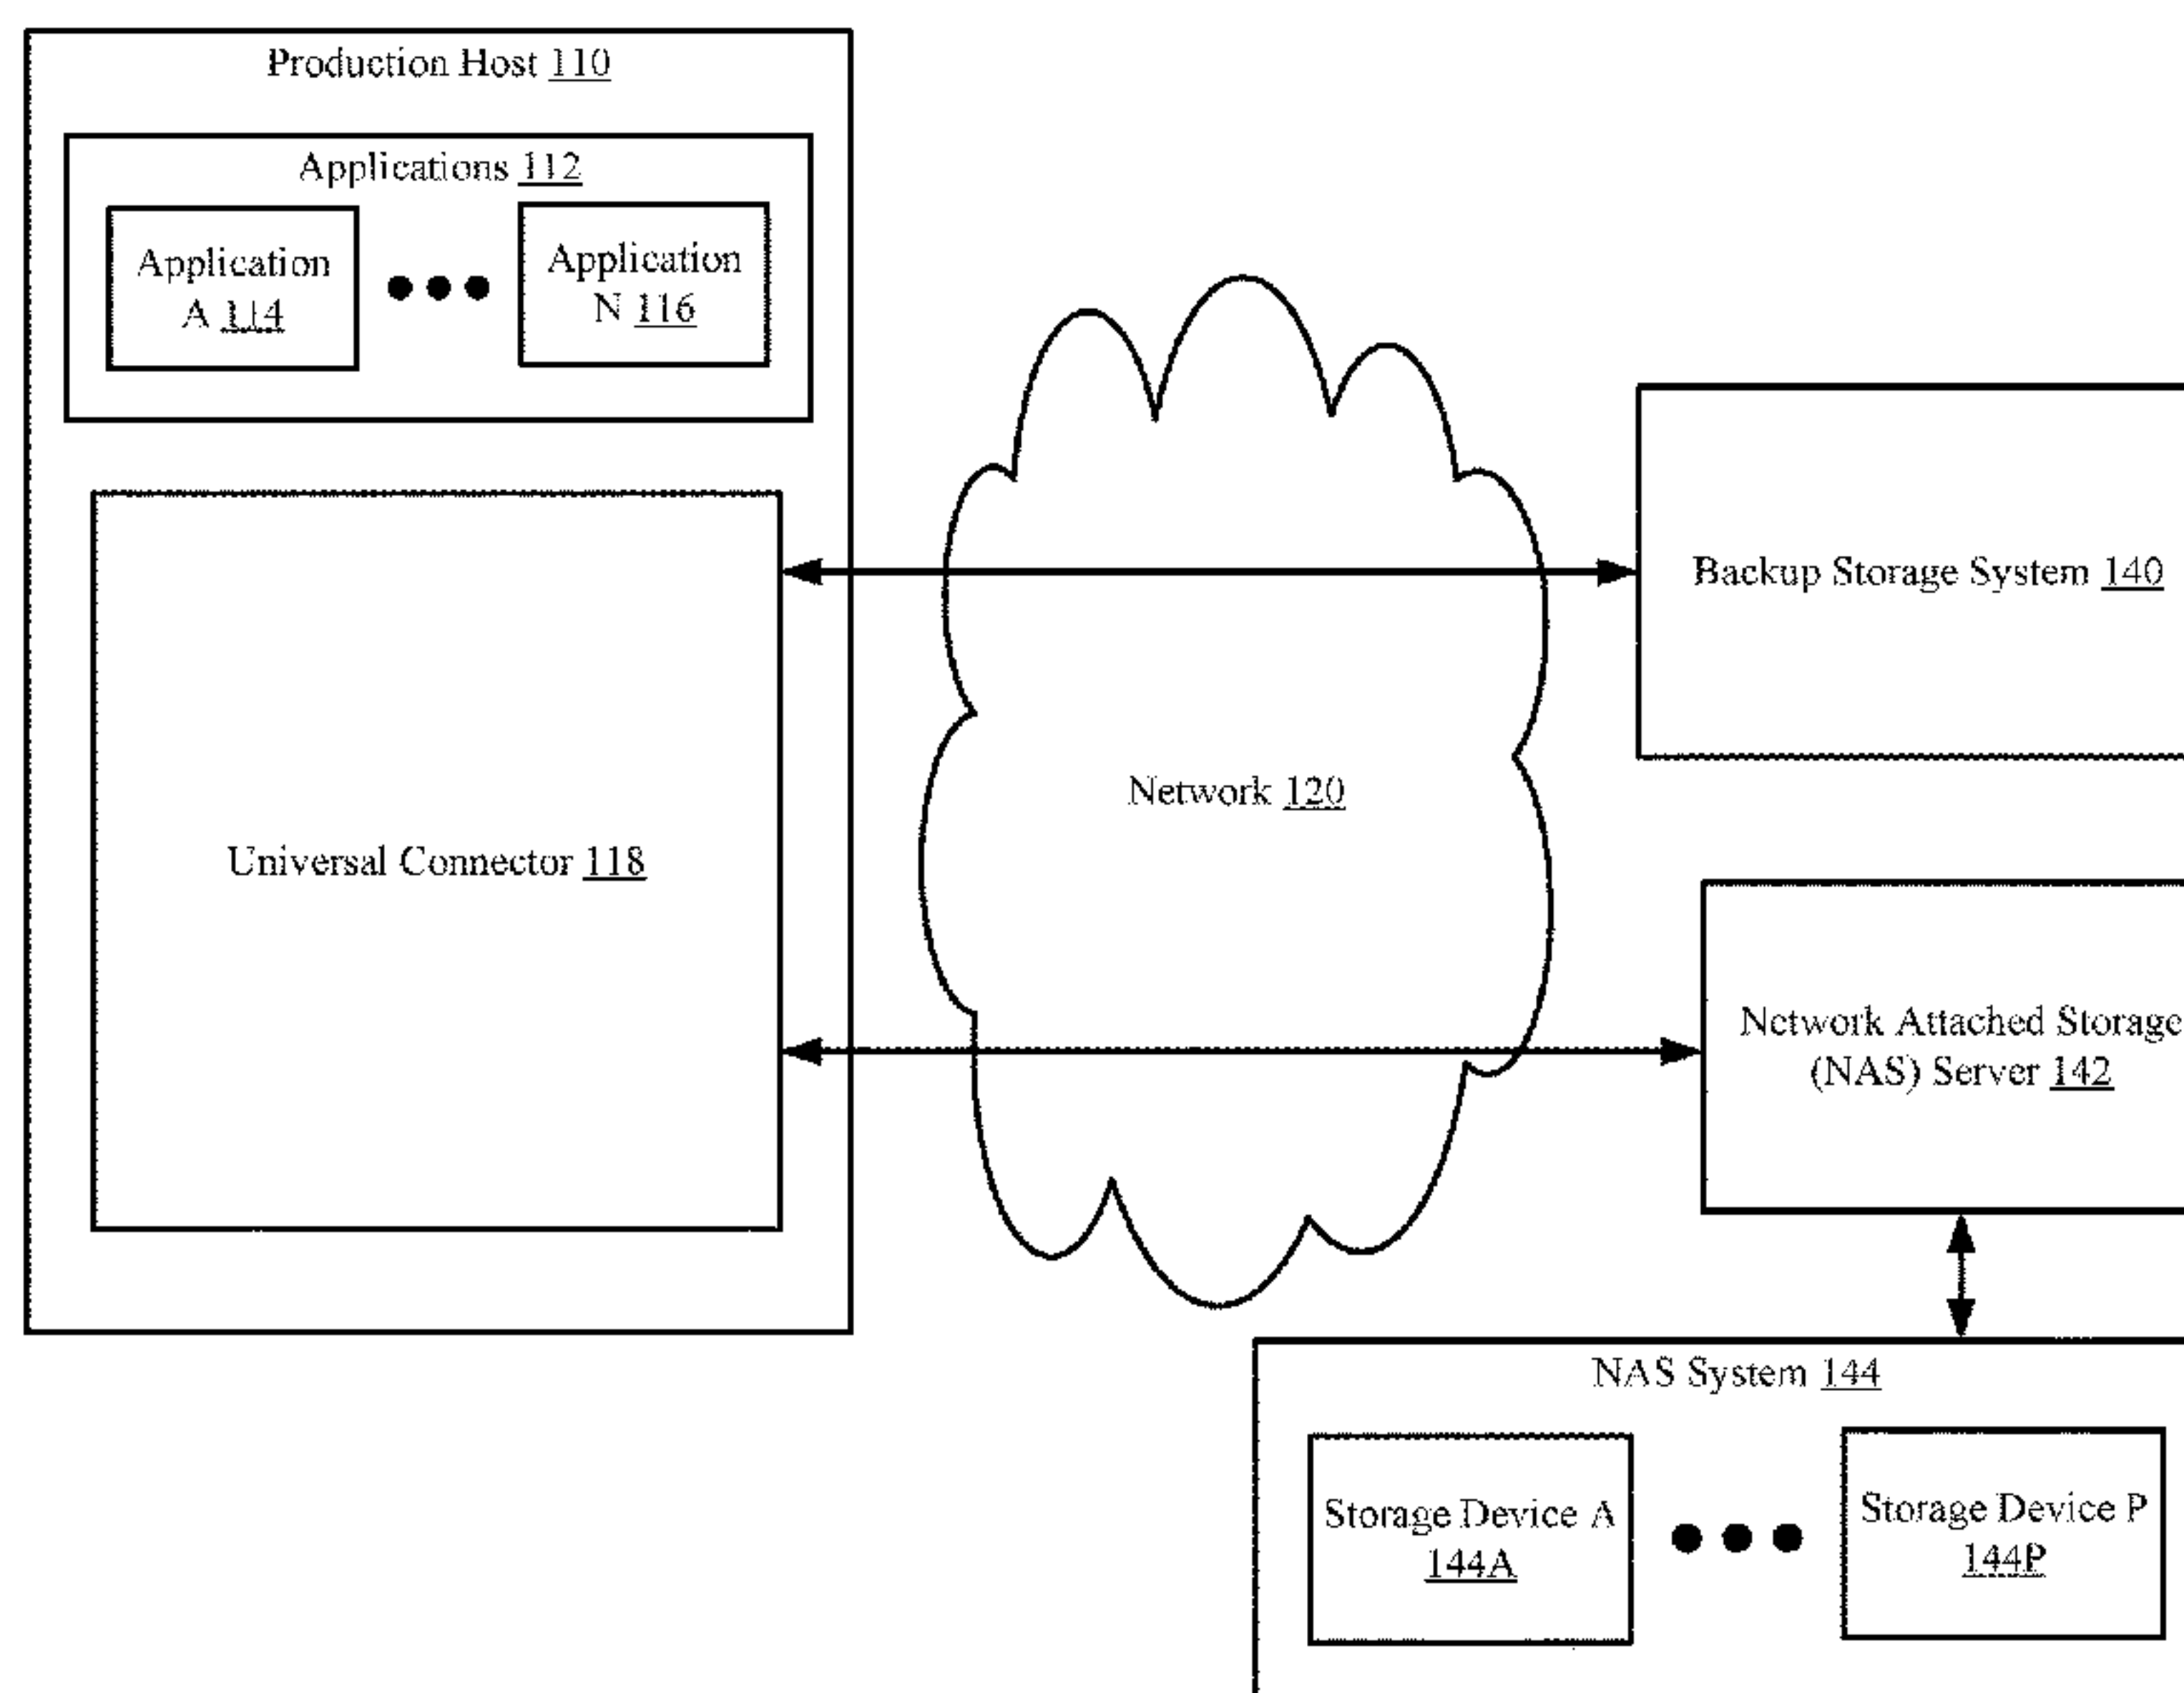 Production Host 110
Applications 112
Application
A 114
Application
N 116
Universal Connector 118
Network 120
Backup Storage System 140
Network Attached Storage
(NAS) Server 142
NAS System 144
Storage Device A
144A
Storage Device P
144P